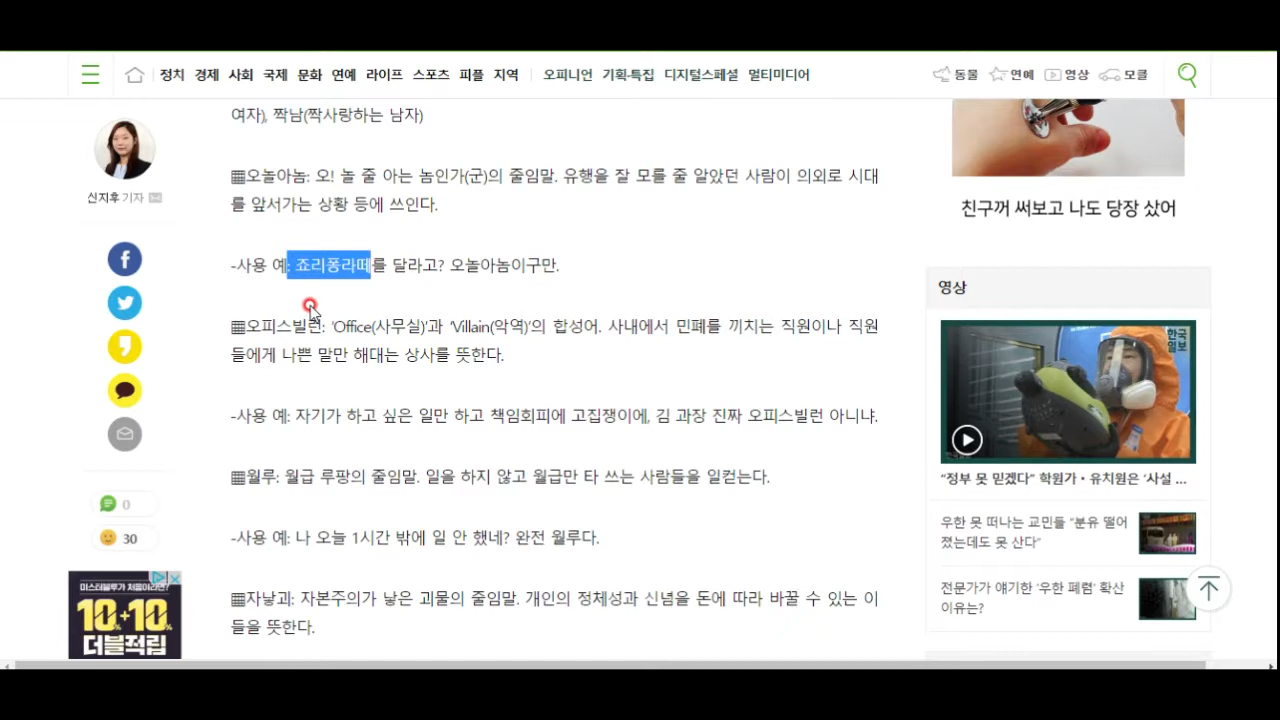 정치 경제 사회 국제 문화 연예 라이프 스포츠 피플 지역 오피니언 기획·특집 디지털스페셜 멀티미디어 동물 연예 영상 모클
여자), 짝남(짝사랑하는 남자)
신지후 기자
▦오놀아놈: 오! 놀 줄 아는 놈인가(군)의 줄임말. 유행을 잘 모를 줄 알았던 사람이 의외로 시대
를 앞서가는 상황 등에 쓰인다.
-사용 예: 죠리퐁라떼를 달라고? 오놀아놈이구만.
▦오피스빌런: 'Office(사무실)'과 'Villain(악역)'의 합성어. 사내에서 민폐를 끼치는 직원이나 직원
들에게 나쁜 말만 해대는 상사를 뜻한다.
-사용 예: 자기가 하고 싶은 일만 하고 책임회피에 고집쟁이에, 김 과장 진짜 오피스빌런 아니냐.
▦월루: 월급 루팡의 줄임말. 일을 하지 않고 월급만 타 쓰는 사람들을 일컫는다.
-사용 예: 나 오늘 1시간 밖에 일 안 했네? 완전 월루다.
▦자낳괴: 자본주의가 낳은 괴물의 줄임말. 개인의 정체성과 신념을 돈에 따라 바꿀 수 있는 이
들을 뜻한다.
0
30
미스터블루가 처음이라면?
10%+10%
더블적립
친구꺼 써보고 나도 당장 샀어
영상
한국일보
“정부 못 믿겠다” 학원가·유치원은 ‘사설 ...
우한 못 떠나는 교민들 “분유 떨어
졌는데도 못 산다”
전문가가 얘기한 ‘우한 폐렴’ 확산
이유는?